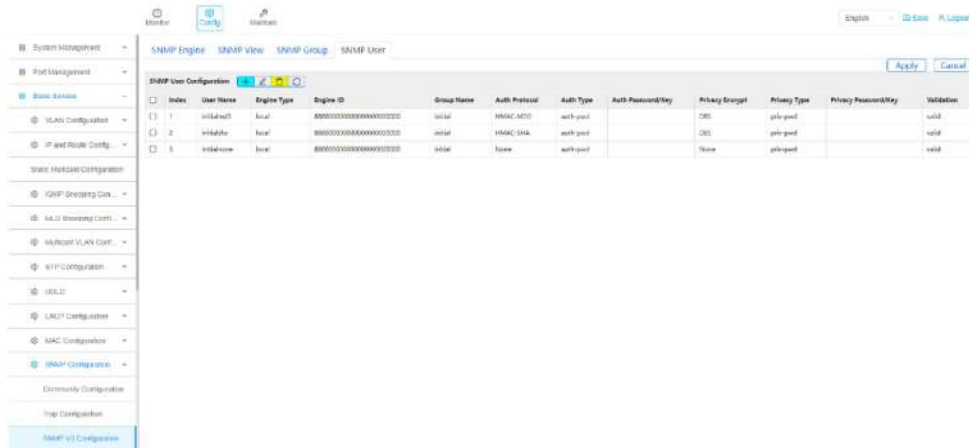 Monitor
Config
Maintain
English
Save
Logout
System Management
Port Management
Basic Service
VLAN Configuration
IP and Route Config...
Static Multicast Configuration
IGMP Snooping Con...
MLD Snooping Confi...
Multicast VLAN Conf...
STP Configuration
UDLD
LACP Configuration
MAC Configuration
SNMP Configuration
Community Configuration
Trap Configuration
SNMP V3 Configuration
SNMP Engine SNMP View SNMP Group SNMP User
Apply Cancel
SNMP User Configuration
Index User Name Engine Type Engine ID Group Name Auth Protocol Auth Type Auth Password/Key Privacy Encrypt Privacy Type Privacy Password/Key Validation
1 initialmd5 local initial HMAC-MD5 auth-pwd DES priv-pwd valid
2 initialsha local initial HMAC-SHA auth-pwd DES priv-pwd valid
3 initialnone local initial None auth-pwd None priv-pwd valid